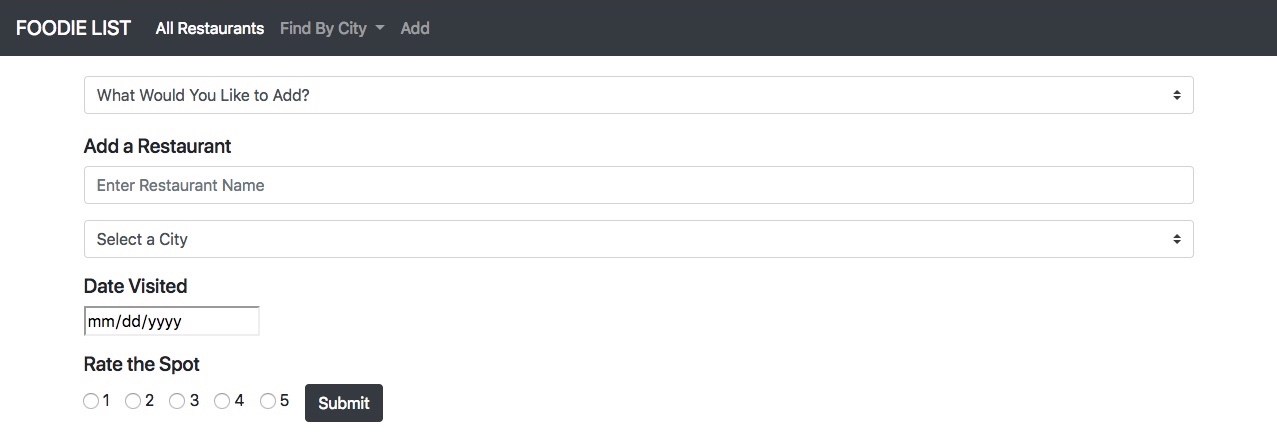 FOODIE LIST All Restaurants Find By City Add
What Would You Like to Add?
Add a Restaurant
Enter Restaurant Name
Select a City
Date Visited
mm/dd/yyyy
Rate the Spot
1 2 3 4 5 Submit